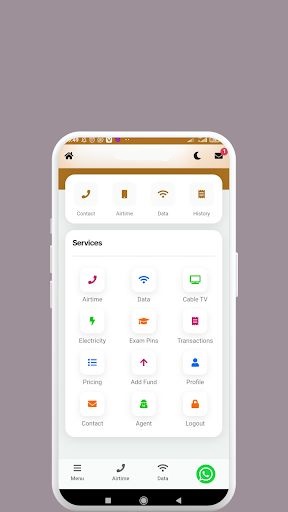 1
Contact Airtime Data History
Services
Airtime Data Cable TV
Electricity Exam Pins Transactions
Pricing Add Fund Profile
Contact Agent Logout
Menu Airtime Data